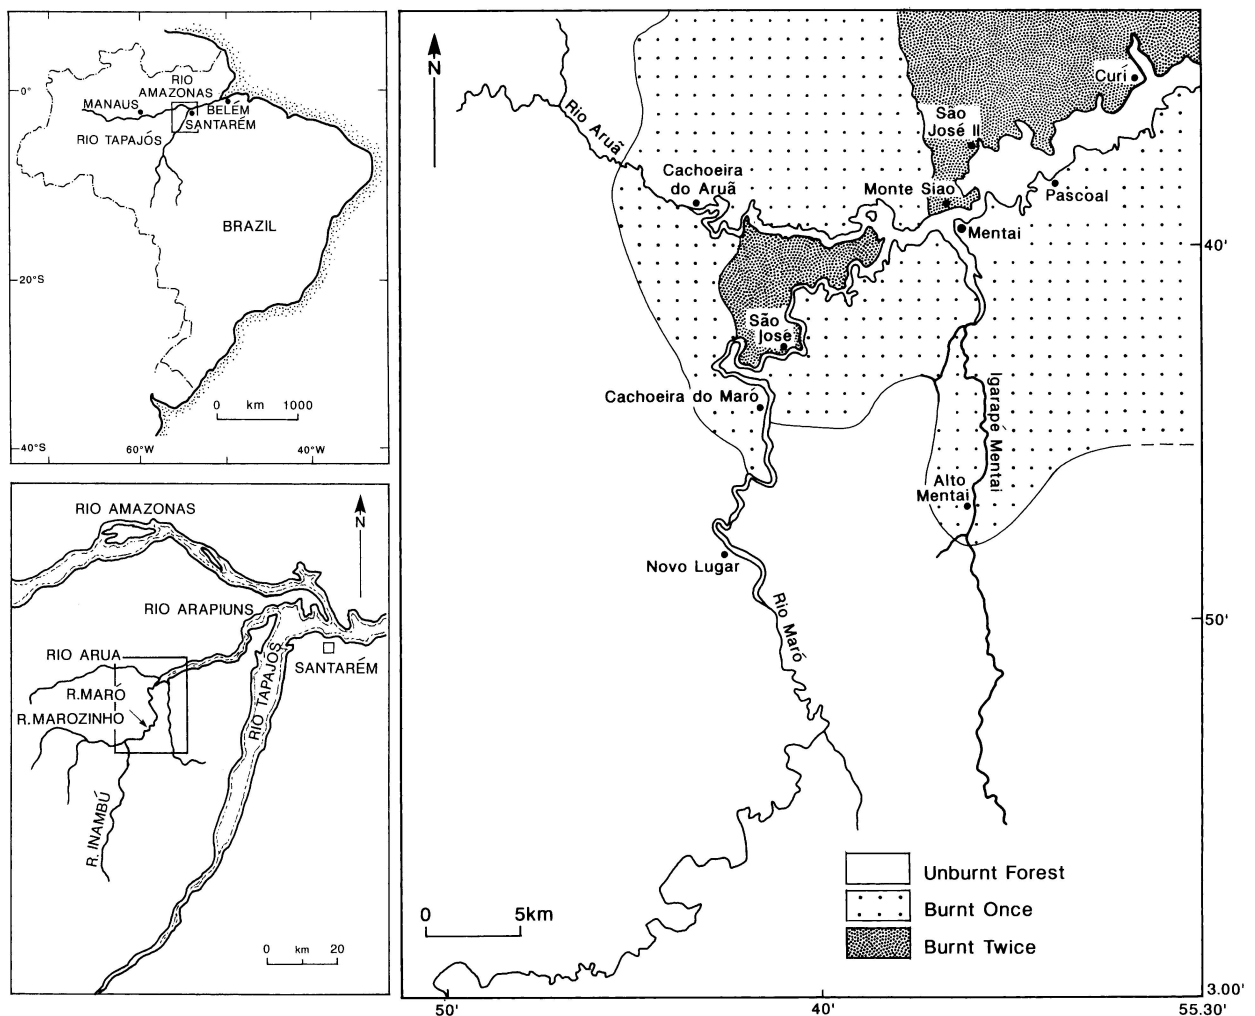 RIO
AMAZONAS
0°
MANAUS
BELÉM
SANTARÉM
RIO TAPAJÓS
BRAZIL
20°S
0 km 1000
40°S
60°W
40°W
RIO AMAZONAS
N
RIO ARAPIUNS
RIO ARUA
SANTARÉM
R. MARÓ
R. MAROZINHO
RIO TAPAJÓS
R. INAMBÚ
0 km 20
N
Rio Aruã
Curí
São
José II
Cachoeira
do Aruã
Monte Siao
Pascoal
Mentai
40'
São
José
Cachoeira do Maró
Igarapé Mentai
Alto
Mentai
Novo Lugar
Rio Maró
50'
Unburnt Forest
0 5km
Burnt Once
Burnt Twice
3.00'
50'
40'
55.30'